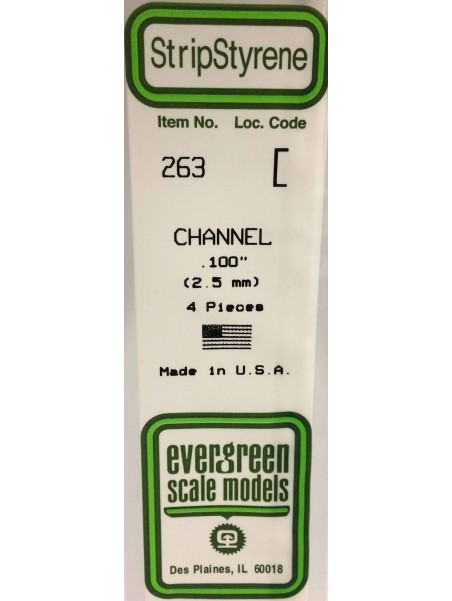 StripStyrene
Item No. Loc. Code
263 [
CHANNEL
.100"
(2.5 mm)
4 Pieces
Made in U.S.A.
evergreen
scale models
Des Plaines, IL 60018